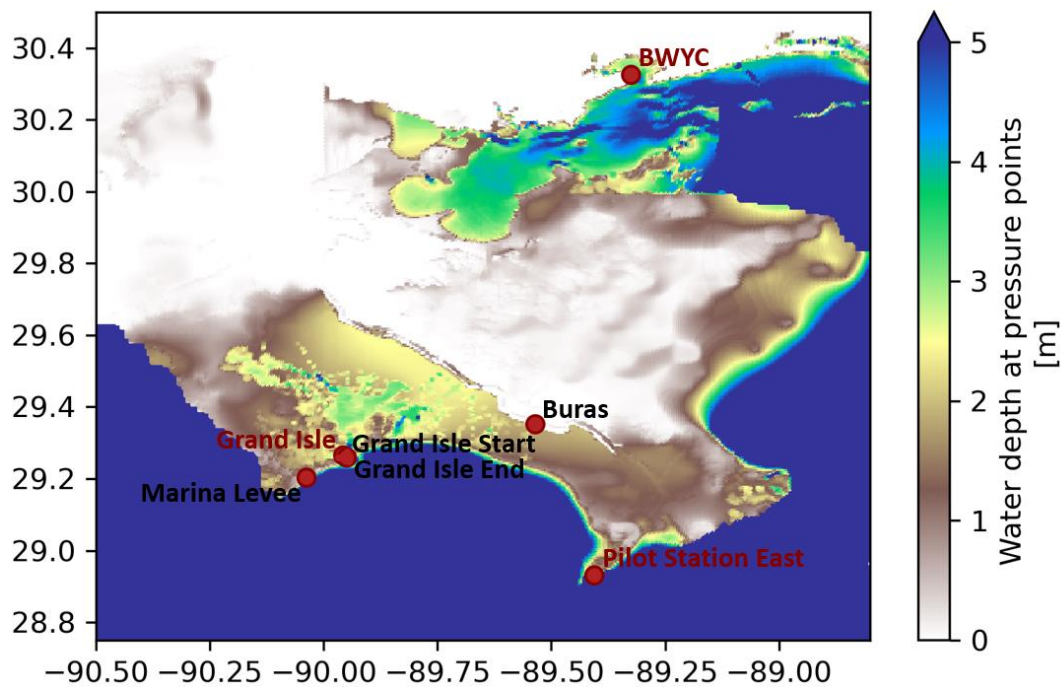 30.4
30.2
30.0
29.8
29.6
29.4
29.2
29.0
28.8
−90.50 −90.25 −90.00 −89.75 −89.50 −89.25 −89.00
BWYC
Buras
Grand Isle
Grand Isle Start
Grand Isle End
Marina Levee
Pilot Station East
5
4
3
2
1
0
Water depth at pressure points
[m]